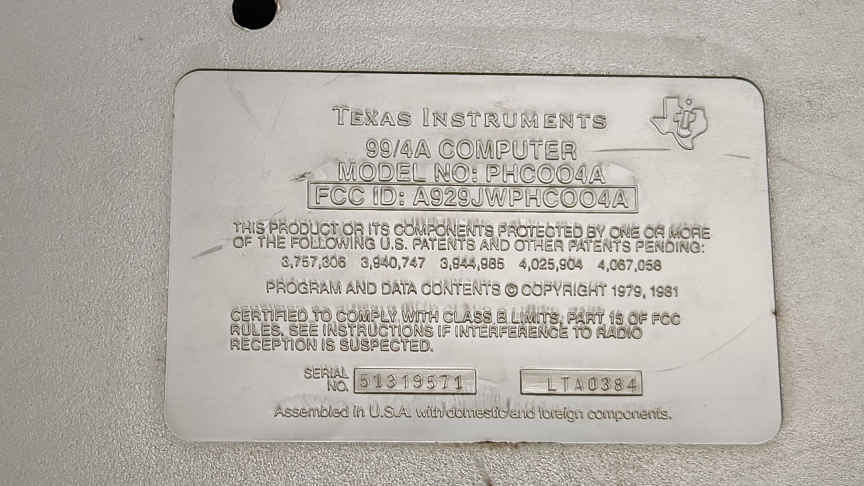 TEXAS INSTRUMENTS
ti
99/4A COMPUTER
MODEL NO: PHC004A
FCC ID: A929JWPHC004A
THIS PRODUCT OR ITS COMPONENTS PROTECTED BY ONE OR MORE
OF THE FOLLOWING U.S. PATENTS AND OTHER PATENTS PENDING:
3,757,306 3,940,747 3,944,985 4,025,904 4,067,058
PROGRAM AND DATA CONTENTS © COPYRIGHT 1979, 1981
CERTIFIED TO COMPLY WITH CLASS B LIMITS, PART 15 OF FCC
RULES. SEE INSTRUCTIONS IF INTERFERENCE TO RADIO
RECEPTION IS SUSPECTED.
SERIAL
NO. 51319571 LTA0384
Assembled in U.S.A. with domestic and foreign components.